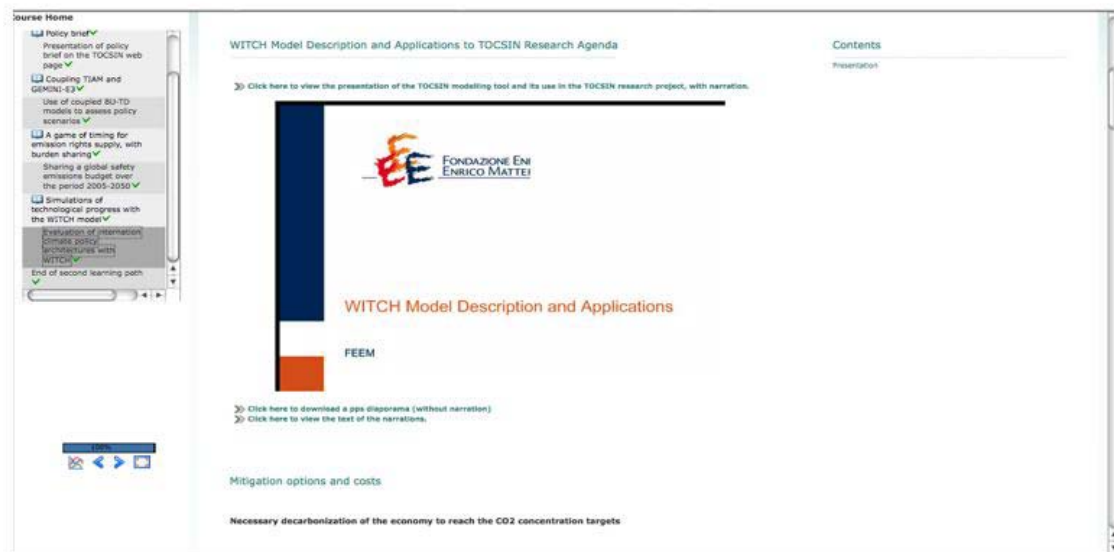 Course Home
Policy brief
Presentation of policy
brief on the TOCSIN web
page
Coupling TIAM and
GEMINI-E3
Use of coupled BU-TD
models to assess policy
scenarios
A game of timing for
emission rights supply, with
burden sharing
Sharing a global safety
emissions budget over
the period 2005-2050
Simulations of
technological progress with
the WITCH model
Evaluation of internation
climate policy
architectures with
WITCH
End of second learning path
100%
WITCH Model Description and Applications to TOCSIN Research Agenda
Click here to view the presentation of the TOCSIN modelling tool and its use in the TOCSIN research project, with narration.
FONDAZIONE ENI
ENRICO MATTEI
WITCH Model Description and Applications
FEEM
Click here to download a pps diaporama (without narration)
Click here to view the text of the narrations.
Mitigation options and costs
Necessary decarbonization of the economy to reach the CO2 concentration targets
Contents
Presentation